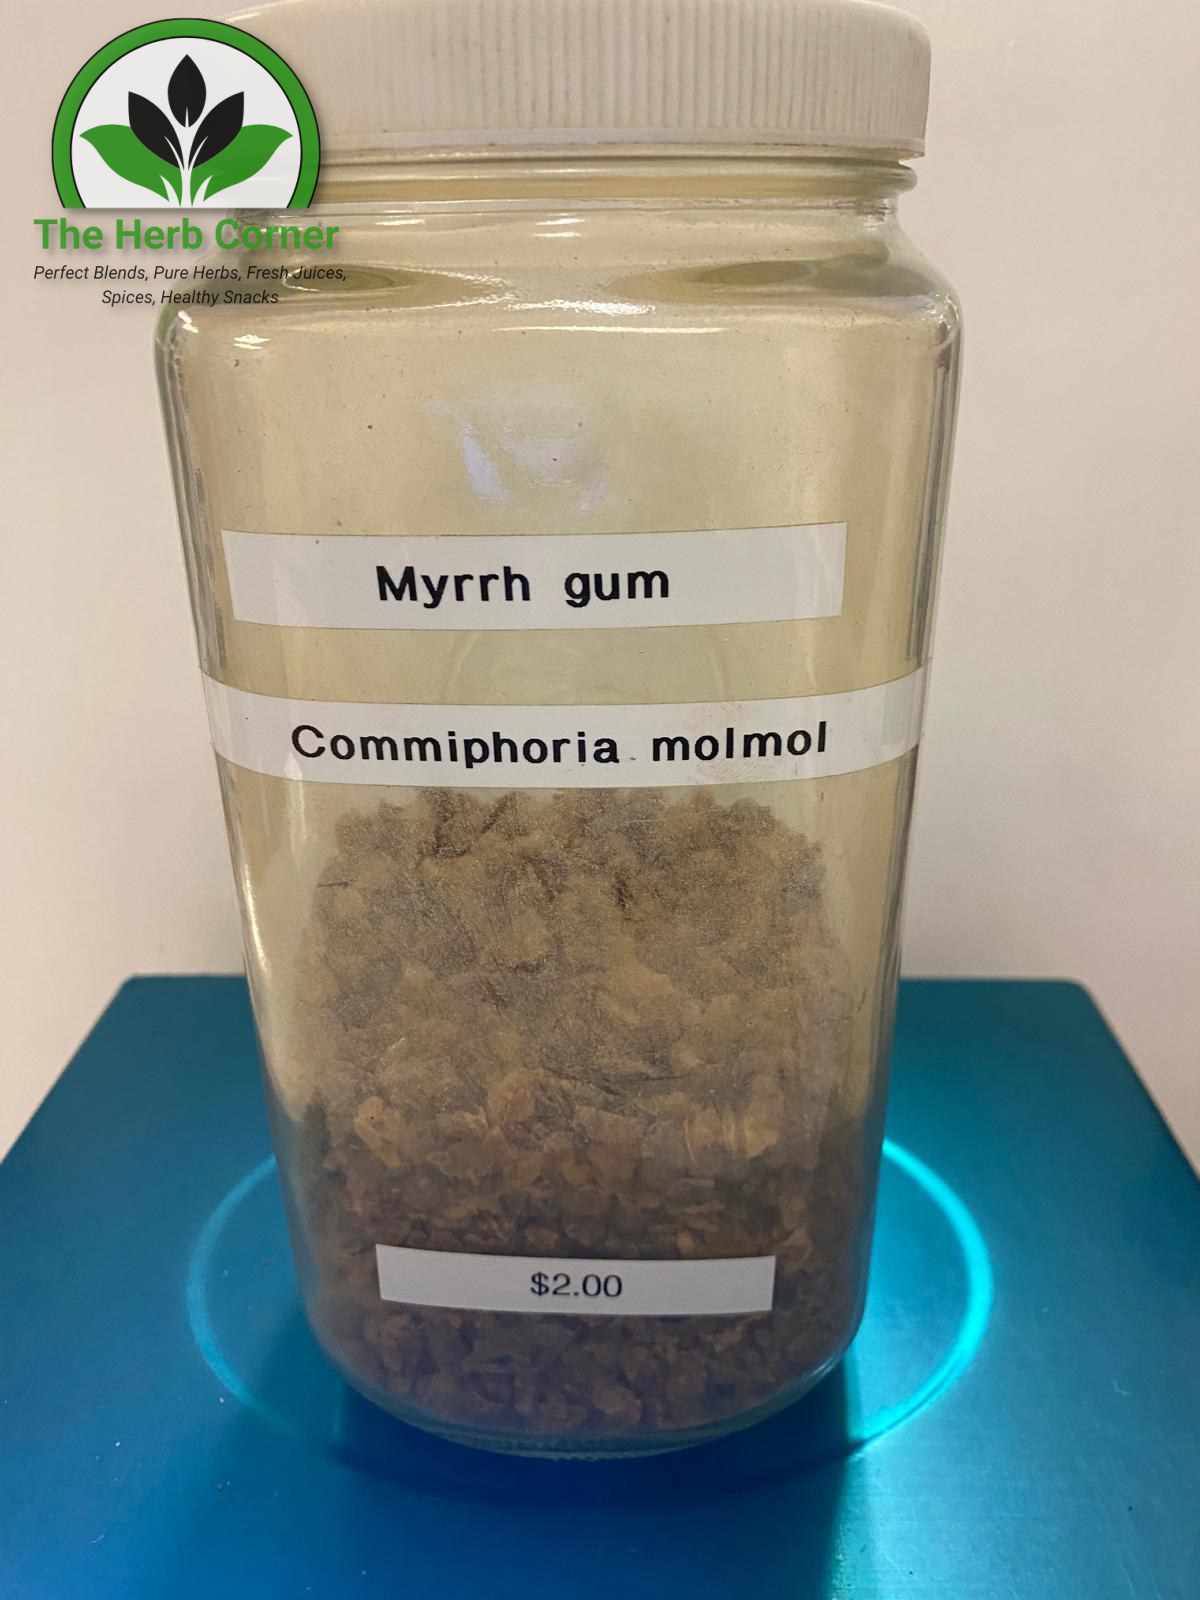 The Herb Corner
Perfect Blends, Pure Herbs, Fresh Juices,
Spices, Healthy Snacks
Myrrh gum
Commiphoria molmol
$2.00